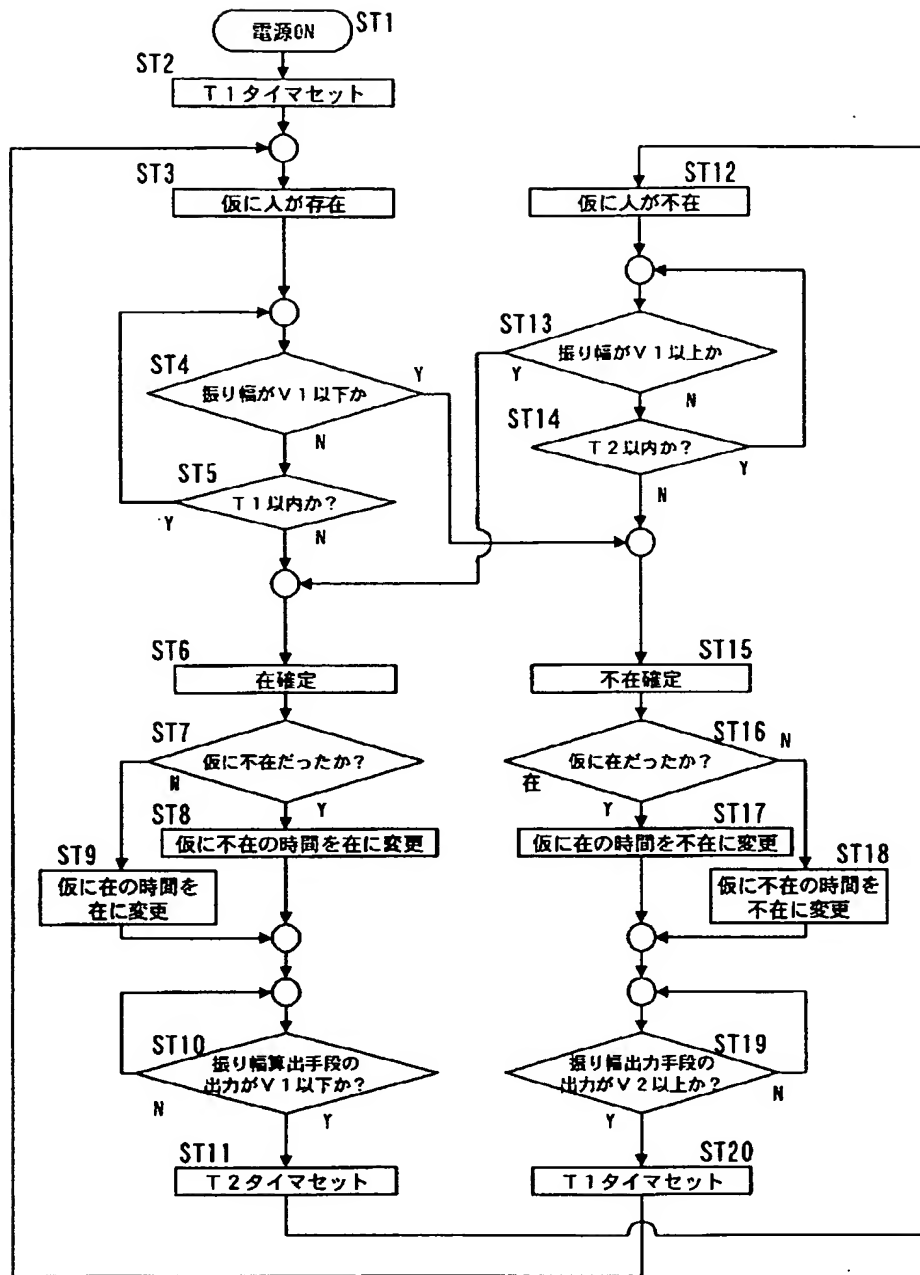 電源ON
ST1
ST2
T1タイマセット
ST3
仮に人が存在
ST4
振り幅がV1以下か
Y
N
ST5
T1以内か?
Y
N
ST6
在確定
ST7
仮に不在だったか?
N
Y
ST8
仮に不在の時間を在に変更
ST9
仮に在の時間を
在に変更
ST10
振り幅算出手段の
出力がV1以下か?
N
Y
ST11
T2タイマセット
ST12
仮に人が不在
ST13
振り幅がV1以上か
Y
N
ST14
T2以内か?
Y
N
ST15
不在確定
ST16
仮に在だったか?
N
在
Y
ST17
仮に在の時間を不在に変更
ST18
仮に不在の時間を
不在に変更
ST19
振り幅出力手段の
出力がV2以上か?
N
Y
ST20
T1タイマセット